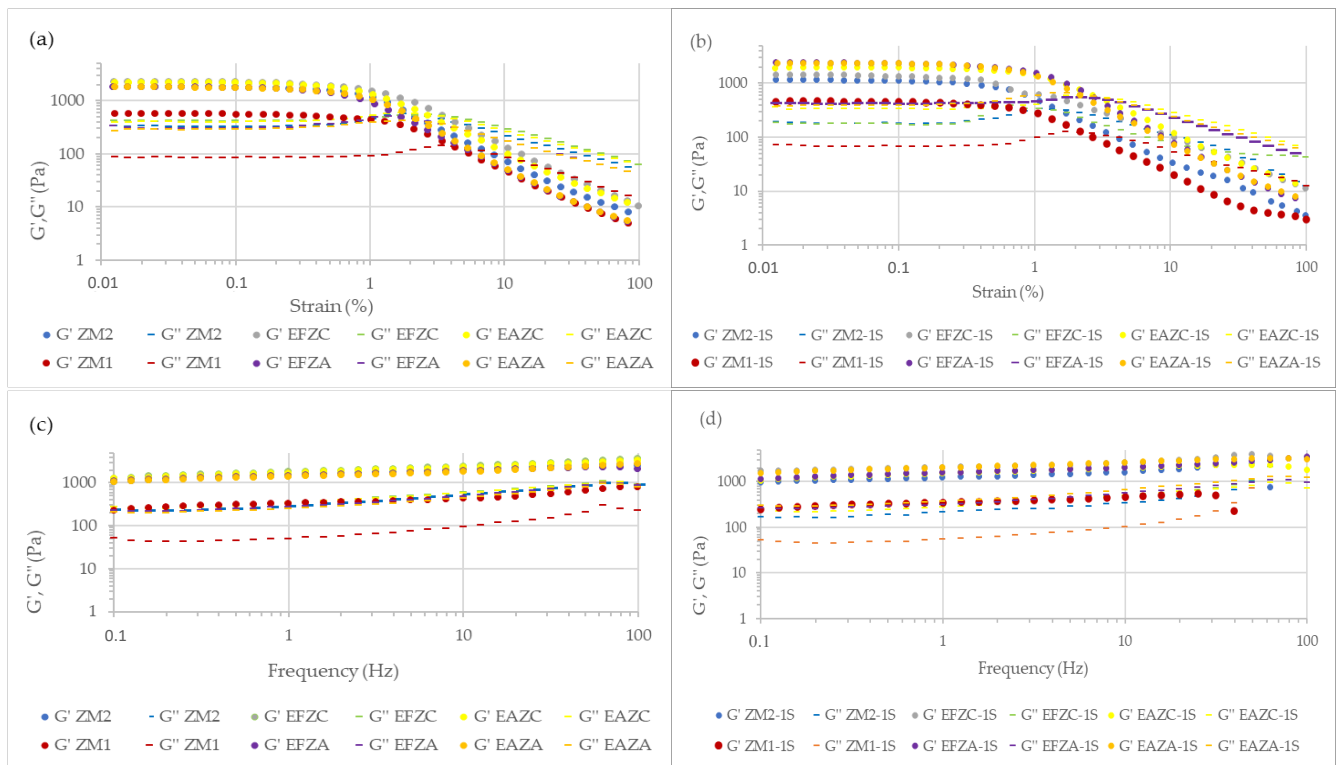 (a)
1000
100
10
1
G',G'' (Pa)
0.01 0.1 1 10 100
Strain (%)
G' ZM2 G'' ZM2 G' EFZC G'' EFZC G' EAZC G'' EAZC
G' ZM1 G'' ZM1 G' EFZA G'' EFZA G' EAZA G'' EAZA
(b)
1000
100
10
1
G',G'' (Pa)
0.01 0.1 1 10 100
Strain (%)
G' ZM2-1S G'' ZM2-1S G' EFZC-1S G'' EFZC-1S G' EAZC-1S G'' EAZC-1S
G' ZM1-1S G'' ZM1-1S G' EFZA-1S G'' EFZA-1S G' EAZA-1S G'' EAZA-1S
(c)
1000
100
10
1
G', G'' (Pa)
0.1 1 10 100
Frequency (Hz)
G' ZM2 G'' ZM2 G' EFZC G'' EFZC G' EAZC G'' EAZC
G' ZM1 G'' ZM1 G' EFZA G'' EFZA G' EAZA G'' EAZA
(d)
1000
100
10
1
G', G'' (Pa)
0.1 1 10 100
Frequency (Hz)
G' ZM2-1S G'' ZM2-1S G' EFZC-1S G'' EFZC-1S G' EAZC-1S G'' EAZC-1S
G' ZM1-1S G'' ZM1-1S G' EFZA-1S G'' EFZA-1S G' EAZA-1S G'' EAZA-1S